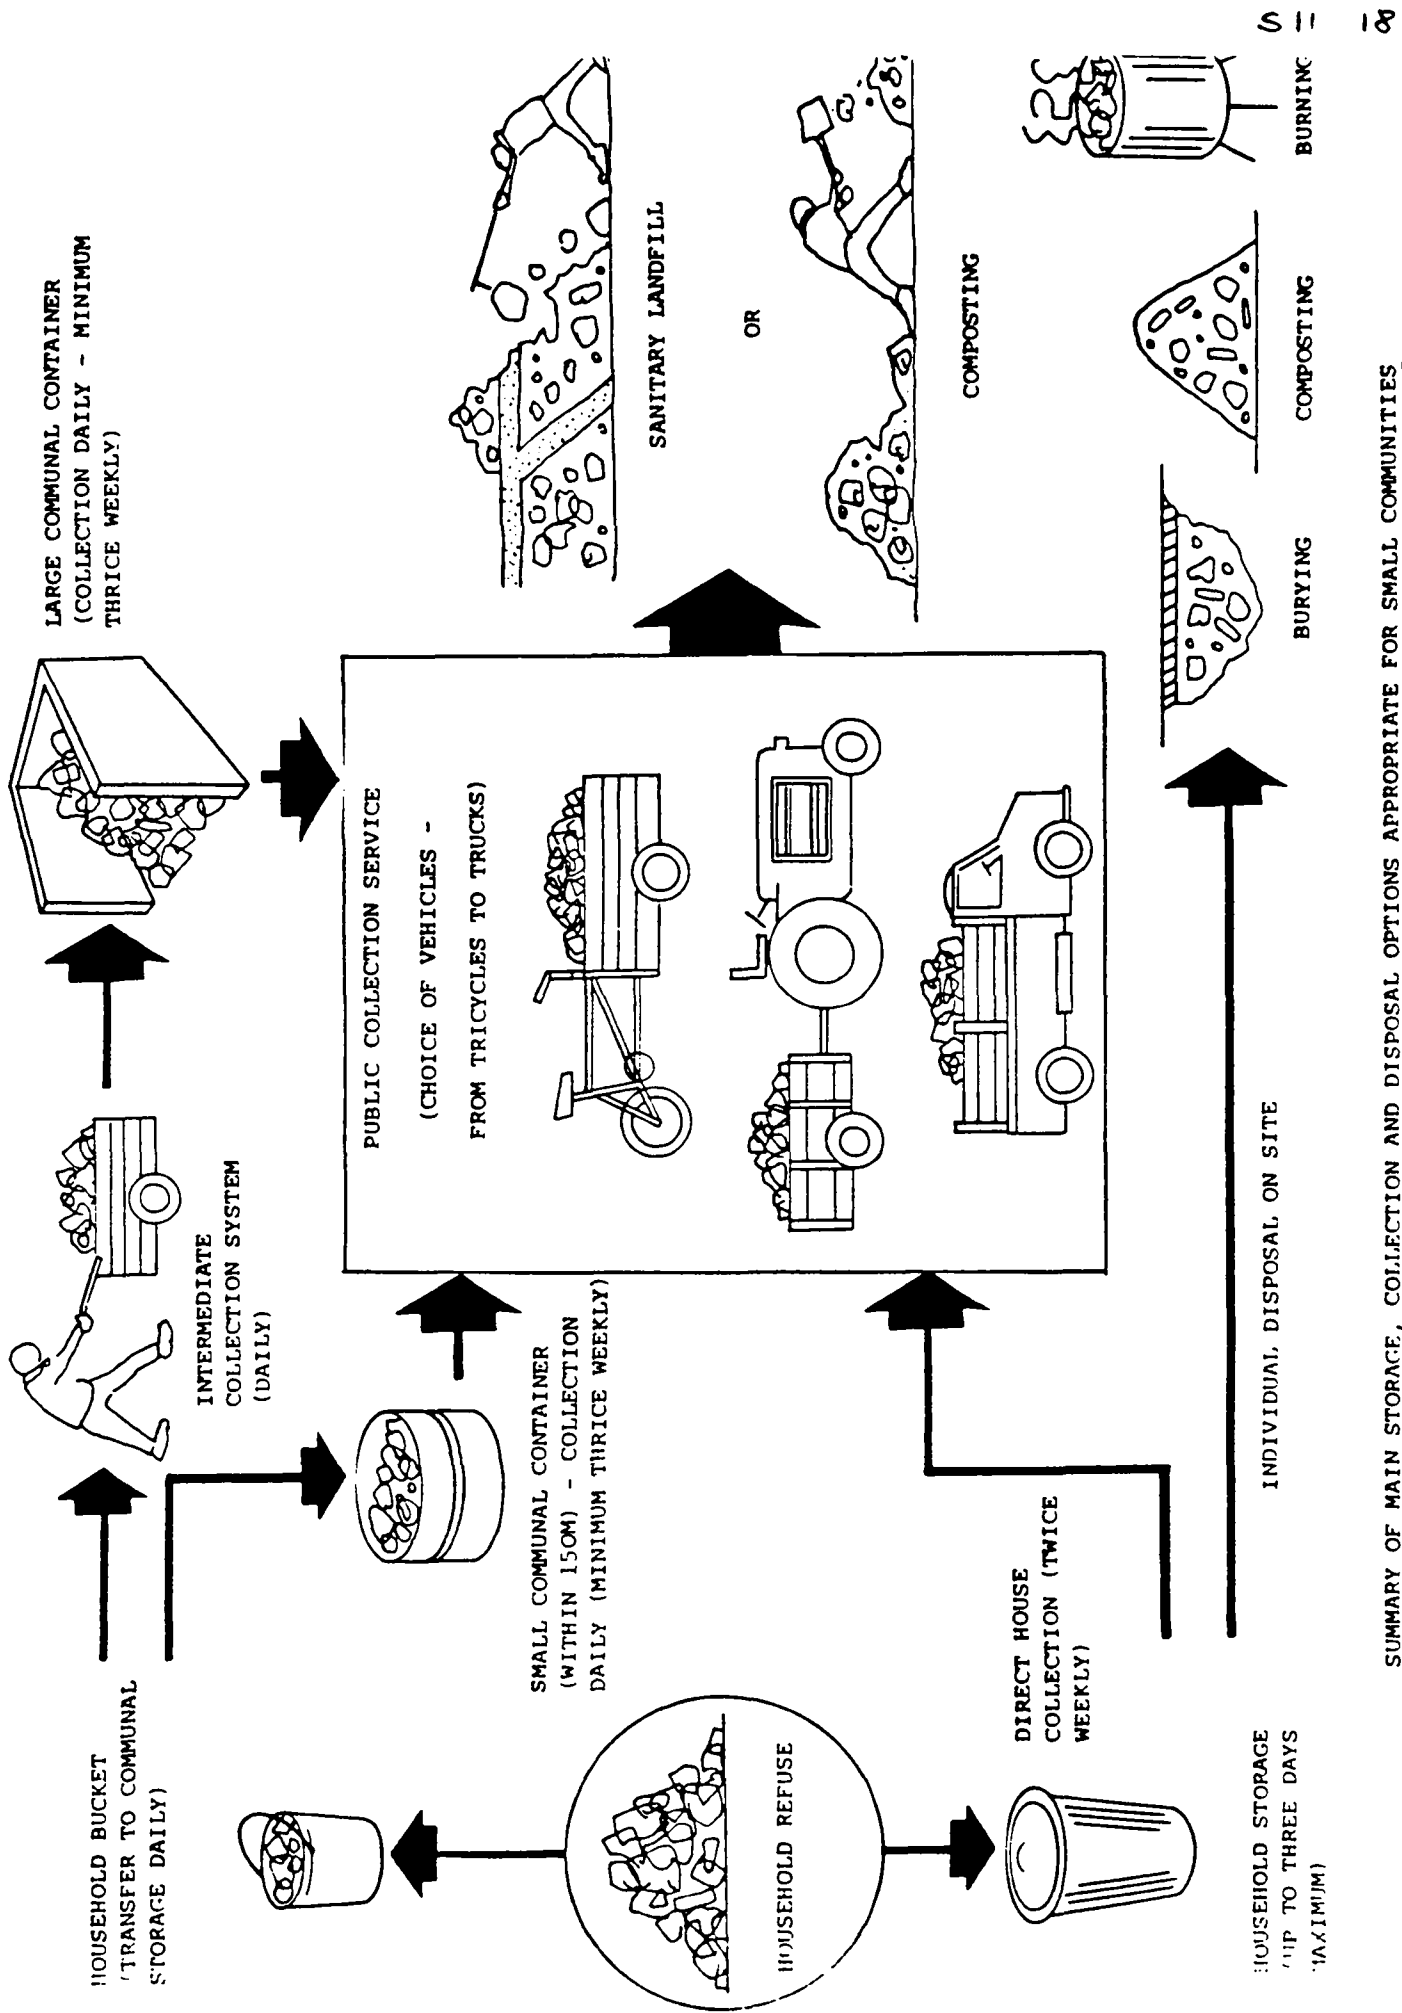 S 11 18
HOUSEHOLD BUCKET
(TRANSFER TO COMMUNAL
STORAGE DAILY)
INTERMEDIATE
COLLECTION SYSTEM
(DAILY)
LARGE COMMUNAL CONTAINER
(COLLECTION DAILY - MINIMUM
THRICE WEEKLY)
SMALL COMMUNAL CONTAINER
(WITHIN 150M) - COLLECTION
DAILY (MINIMUM THRICE WEEKLY)
PUBLIC COLLECTION SERVICE
(CHOICE OF VEHICLES -
FROM TRICYCLES TO TRUCKS)
SANITARY LANDFILL
OR
COMPOSTING
HOUSEHOLD REFUSE
DIRECT HOUSE
COLLECTION (TWICE
WEEKLY)
HOUSEHOLD STORAGE
(UP TO THREE DAYS
MAXIMUM)
INDIVIDUAL DISPOSAL ON SITE
BURYING
COMPOSTING
BURNING
SUMMARY OF MAIN STORAGE, COLLECTION AND DISPOSAL OPTIONS APPROPRIATE FOR SMALL COMMUNITIES